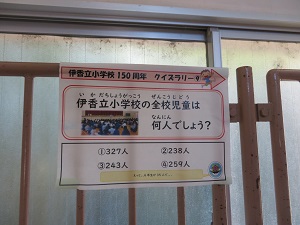 伊香立小学校150周年 クイズラリー⑨
いかだちしょうがっこう ぜんこうじどう
伊香立小学校の全校児童は
なんにん
何人でしょう？
①327人 ②238人
③243人 ④259人